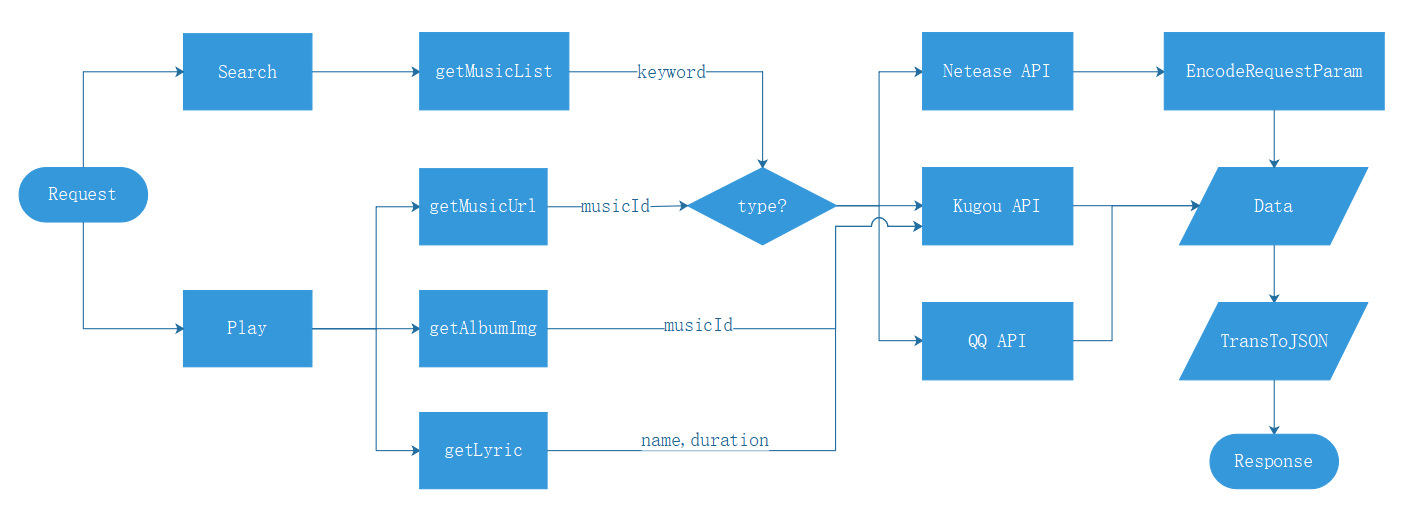 Search
getMusicList
keyword
Netease API
EncodeRequestParam
Request
getMusicUrl
musicId
type?
Kugou API
Data
Play
getAlbumImg
musicId
QQ API
TransToJSON
getLyric
name,duration
Response